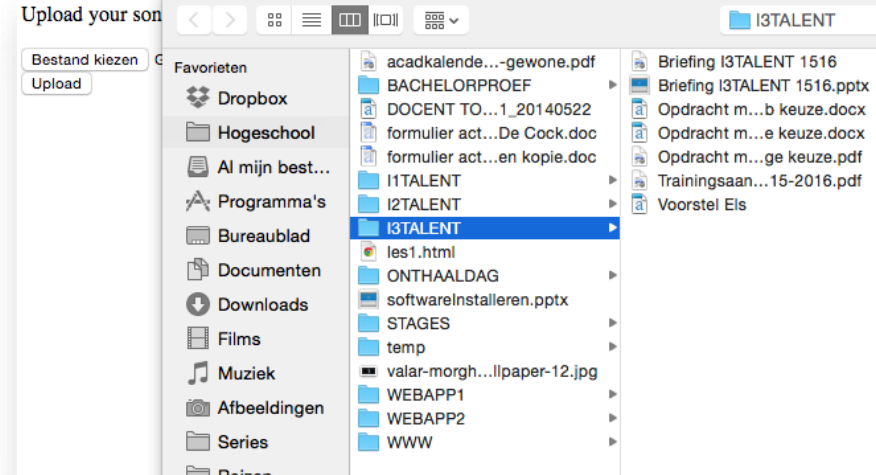 Upload your son
Bestand kiezen G
Upload
I3TALENT
Favorieten
Dropbox
Hogeschool
Al mijn best...
Programma's
Bureaublad
Documenten
Downloads
Films
Muziek
Afbeeldingen
Series
Reizen
acadkalende...-gewone.pdf
BACHELORPROEF
DOCENT TO...1_20140522
formulier act...De Cock.doc
formulier act...en kopie.doc
I1TALENT
I2TALENT
I3TALENT
les1.html
ONTHAALDAG
softwareInstalleren.pptx
STAGES
temp
valar-morgh...llpaper-12.jpg
WEBAPP1
WEBAPP2
WWW
Briefing I3TALENT 1516
Briefing I3TALENT 1516.pptx
Opdracht m...b keuze.docx
Opdracht m...e keuze.docx
Opdracht m...ge keuze.pdf
Trainingsaan...15-2016.pdf
Voorstel Els